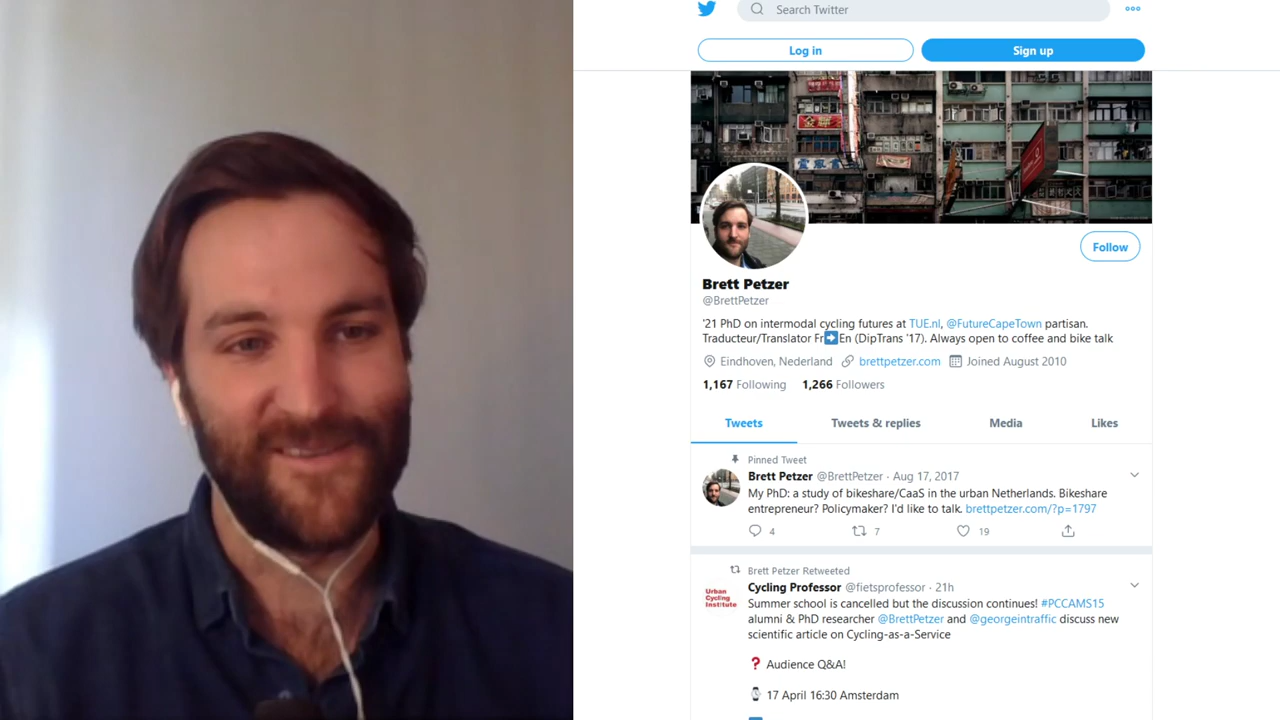 Search Twitter
Log in
Sign up
Follow
Brett Petzer
@BrettPetzer
'21 PhD on intermodal cycling futures at TUE.nl, @FutureCapeTown partisan.
Traducteur/Translator Fr➡En (DipTrans '17). Always open to coffee and bike talk
Eindhoven, Nederland brettpetzer.com Joined August 2010
1,167 Following 1,266 Followers
Tweets Tweets & replies Media Likes
Pinned Tweet
Brett Petzer @BrettPetzer · Aug 17, 2017
My PhD: a study of bikeshare/CaaS in the urban Netherlands. Bikeshare
entrepreneur? Policymaker? I'd like to talk. brettpetzer.com/?p=1797
4 7 19
Brett Petzer Retweeted
Urban
Cycling
Institute
Cycling Professor @fietsprofessor · 21h
Summer school is cancelled but the discussion continues! #PCCAMS15
alumni & PhD researcher @BrettPetzer and @georgeintraffic discuss new
scientific article on Cycling-as-a-Service
❓ Audience Q&A!
⌚ 17 April 16:30 Amsterdam